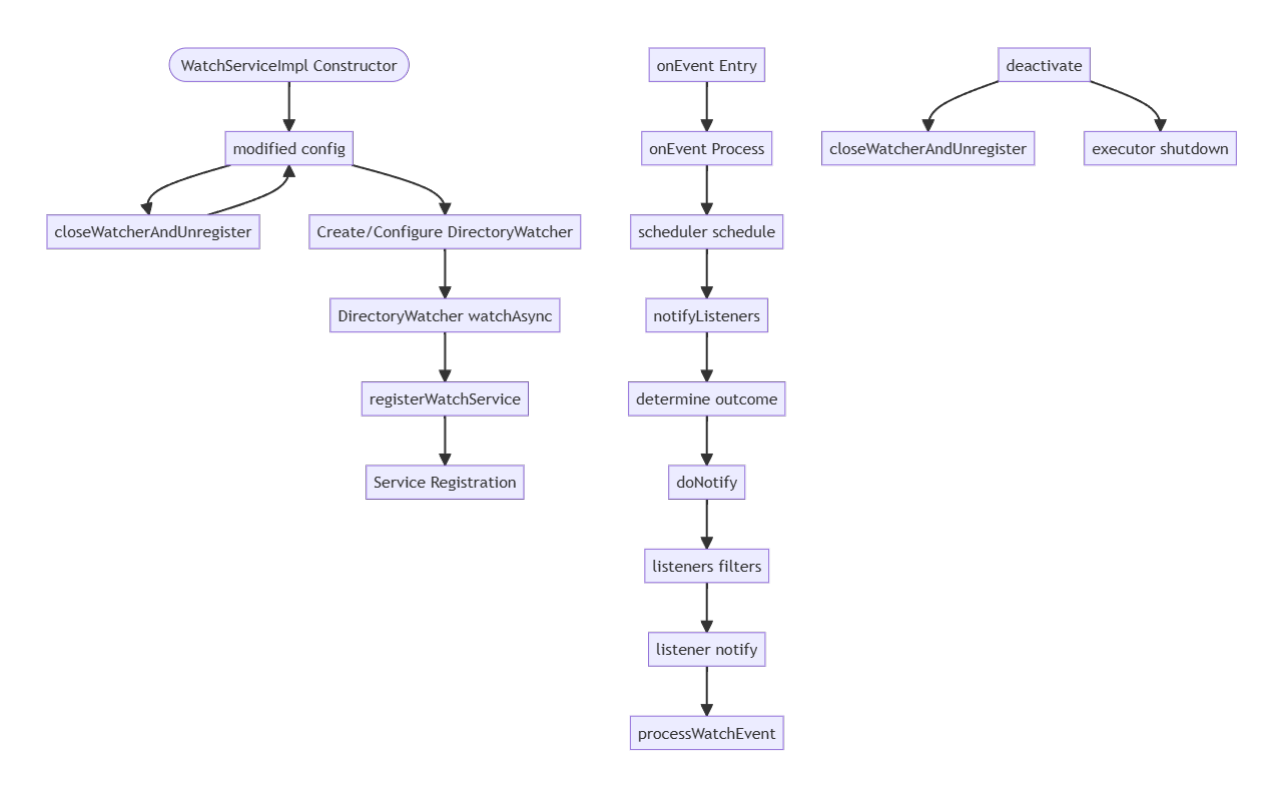 WatchServiceImpl Constructor
modified config
closeWatcherAndUnregister
Create/Configure DirectoryWatcher
DirectoryWatcher watchAsync
registerWatchService
Service Registration
onEvent Entry
onEvent Process
scheduler schedule
notifyListeners
determine outcome
doNotify
listeners filters
listener notify
processWatchEvent
deactivate
closeWatcherAndUnregister
executor shutdown